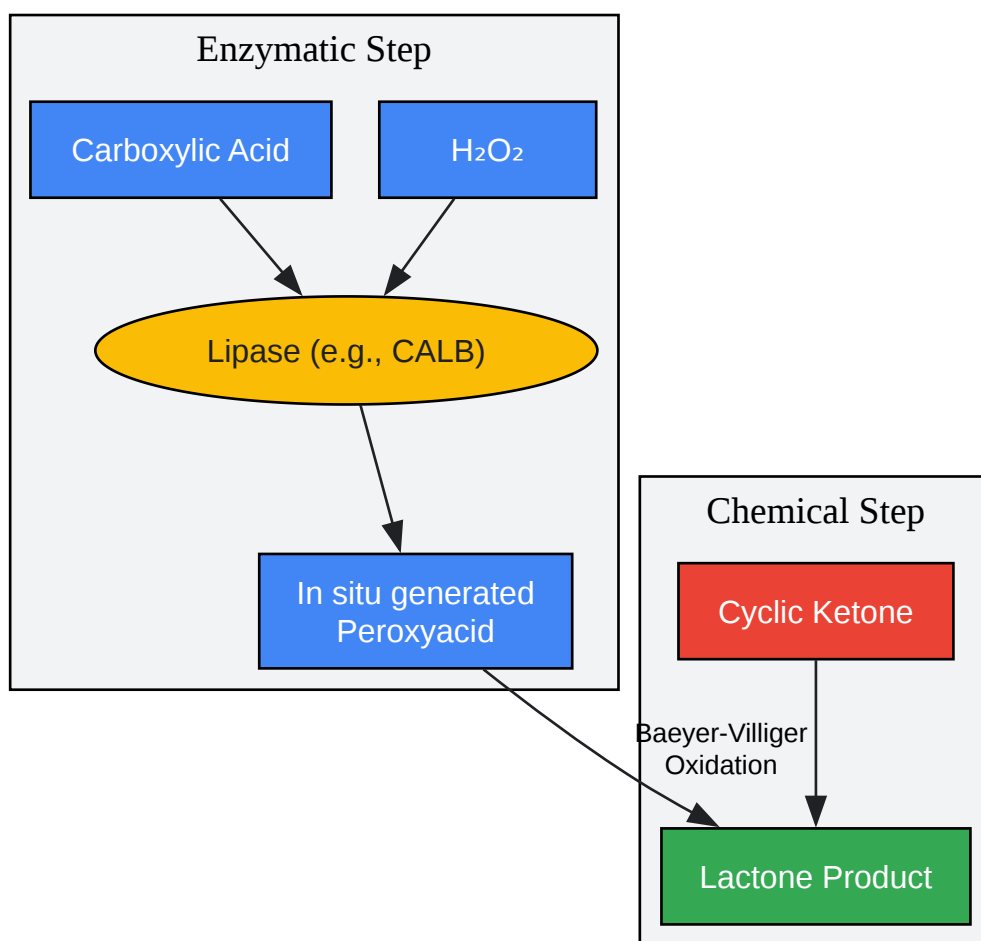 Enzymatic Step
Carboxylic Acid
H₂O₂
Lipase (e.g., CALB)
In situ generated
Peroxyacid
Chemical Step
Cyclic Ketone
Baeyer-Villiger
Oxidation
Lactone Product